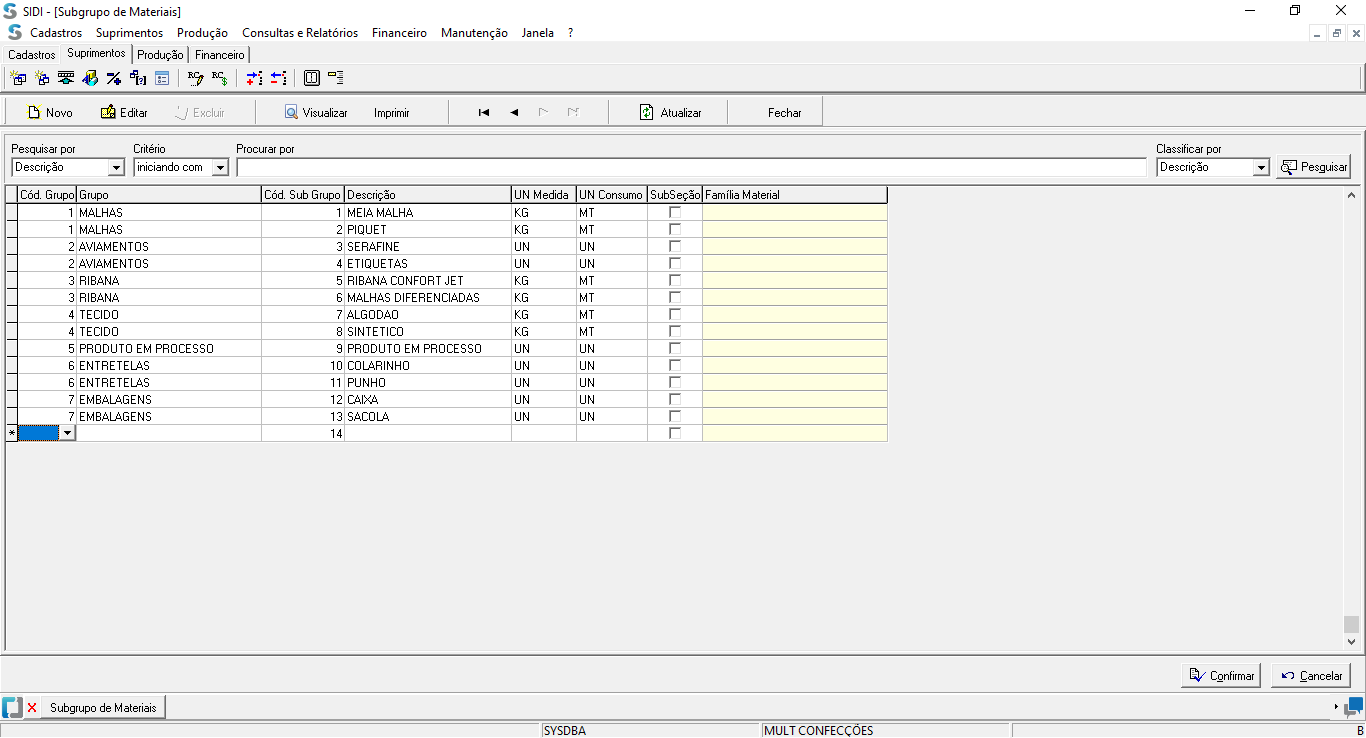 SIDI - [Subgrupo de Materiais]
Cadastros Suprimentos Produção Consultas e Relatórios Financeiro Manutenção Janela ?
Cadastros Suprimentos Produção Financeiro
Novo Editar Excluir Visualizar Imprimir Atualizar Fechar
Pesquisar por Critério Procurar por Classificar por
Descrição iniciando com Descrição Pesquisar
Cód. Grupo Grupo Cód. Sub Grupo Descrição UN Medida UN Consumo SubSeção Família Material
1 MALHAS 1 MEIA MALHA KG MT
1 MALHAS 2 PIQUET KG MT
2 AVIAMENTOS 3 SERAFINE UN UN
2 AVIAMENTOS 4 ETIQUETAS UN UN
3 RIBANA 5 RIBANA CONFORT JET KG MT
3 RIBANA 6 MALHAS DIFERENCIADAS KG MT
4 TECIDO 7 ALGODAO KG MT
4 TECIDO 8 SINTETICO KG MT
5 PRODUTO EM PROCESSO 9 PRODUTO EM PROCESSO UN UN
6 ENTRETELAS 10 COLARINHO UN UN
6 ENTRETELAS 11 PUNHO UN UN
7 EMBALAGENS 12 CAIXA UN UN
7 EMBALAGENS 13 SACOLA UN UN
* 14
Confirmar Cancelar
Subgrupo de Materiais
SYSDBA MULT CONFECÇÕES B